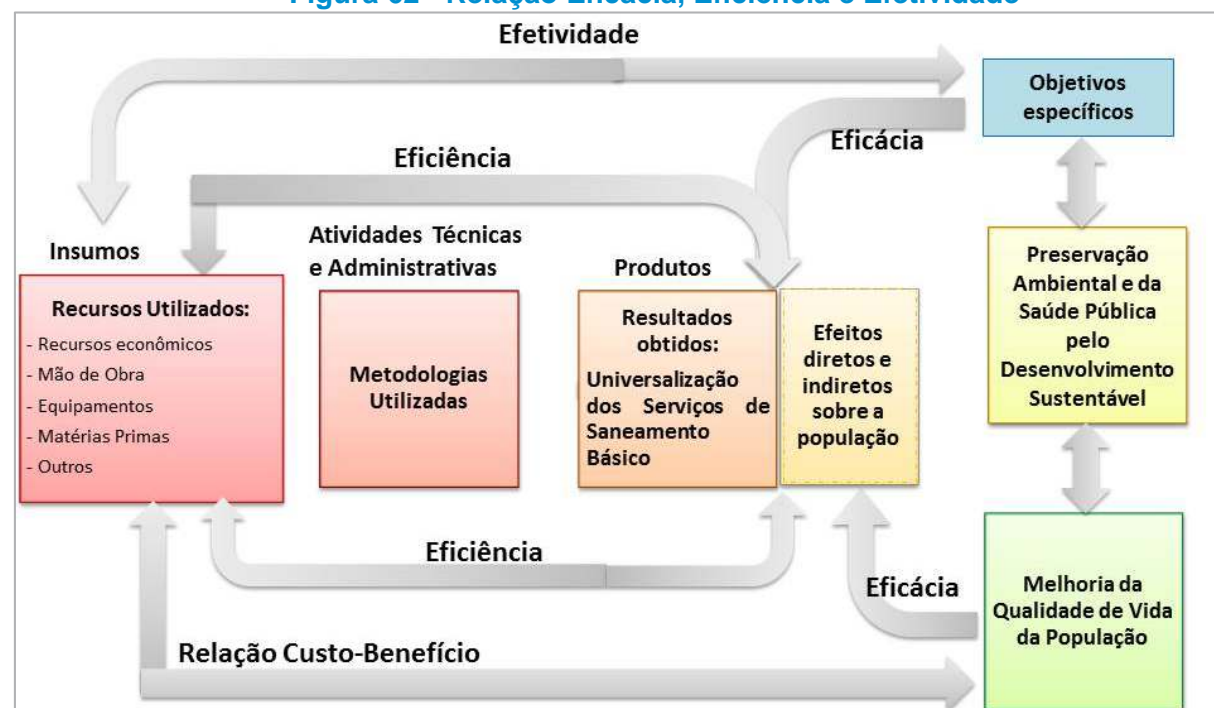 Efetividade
Objetivos
específicos
Eficácia
Eficiência
Insumos
Atividades Técnicas
e Administrativas
Produtos
Recursos Utilizados:
- Recursos econômicos
- Mão de Obra
- Equipamentos
- Matérias Primas
- Outros
Metodologias
Utilizadas
Resultados
obtidos:
Universalização
dos Serviços de
Saneamento
Básico
Efeitos
diretos e
indiretos
sobre a
população
Preservação
Ambiental e da
Saúde Pública
pelo
Desenvolvimento
Sustentável
Eficiência
Eficácia
Melhoria da
Qualidade de Vida
da População
Relação Custo-Benefício